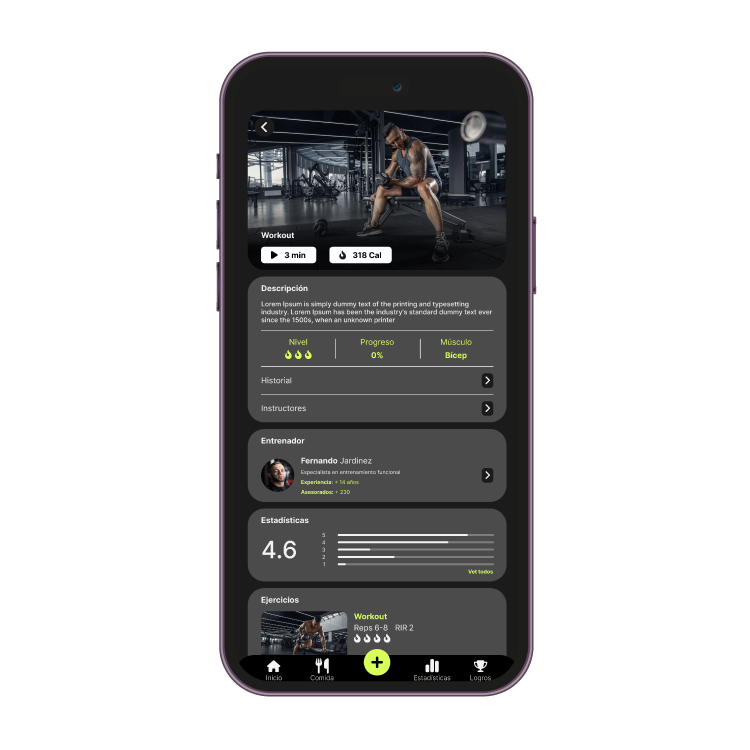 Workout
3 min
318 Cal
Descripción
Lorem Ipsum is simply dummy text of the printing and typesetting
industry. Lorem Ipsum has been the industry's standard dummy text ever
since the 1500s, when an unknown printer
Nivel
Progreso
Músculo
0%
Bícep
Historial
Instructores
Entrenador
Fernando Jardinez
Especialista en entrenamiento funcional
Experiencia: + 14 años
Asesorados: + 230
Estadísticas
4.6
5
4
3
2
1
Vet todos
Ejercicios
Workout
Reps 6-8 RIR 2
Inicio
Comida
Estadísticas
Logros